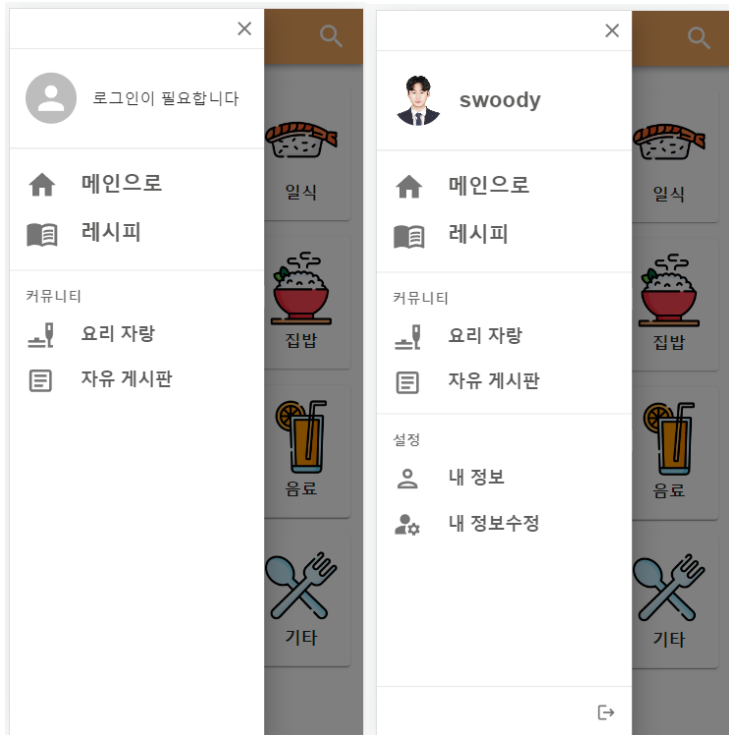 로그인이 필요합니다
메인으로
레시피
커뮤니티
요리 자랑
자유 게시판
일식
집밥
음료
기타
swoody
메인으로
레시피
커뮤니티
요리 자랑
자유 게시판
설정
내 정보
내 정보수정
일식
집밥
음료
기타